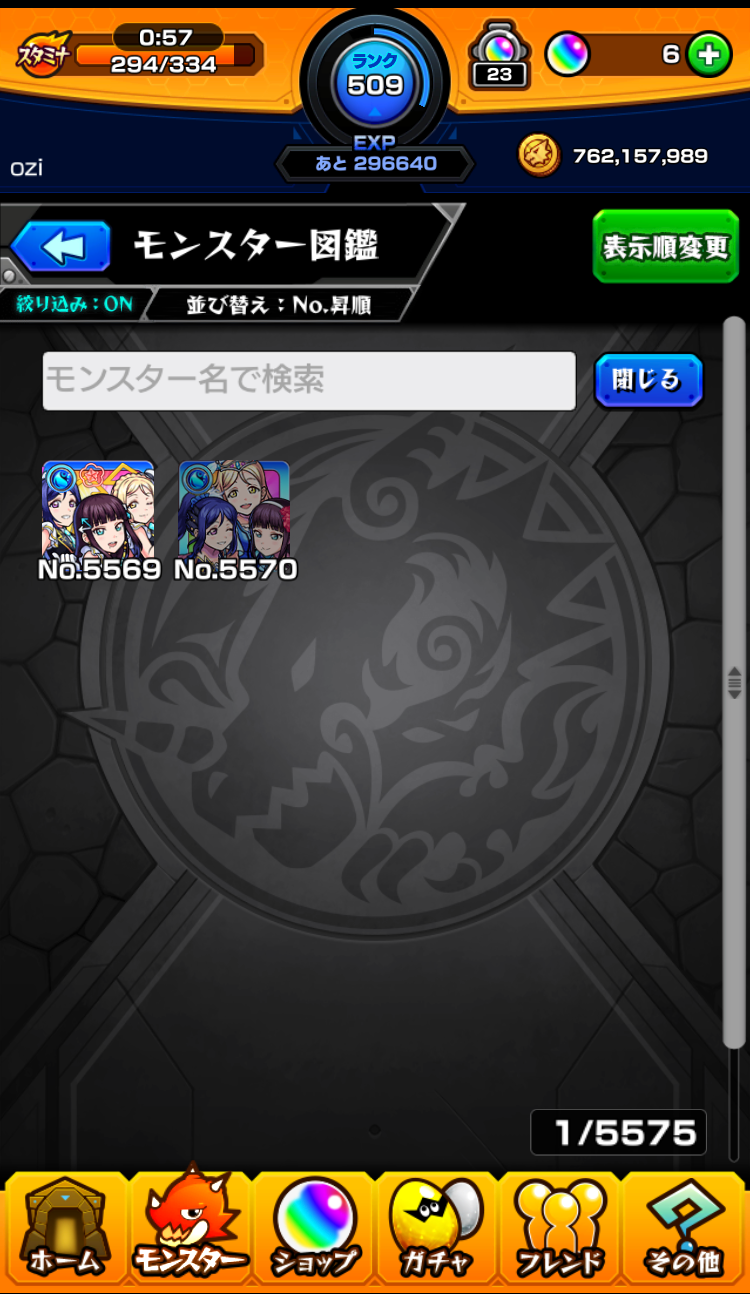 スタミナ
0:57
294/334
ランク
509
23
6
EXP
あと 296640
ozi
762,157,989
モンスター図鑑
表示順変更
絞り込み：ON
並び替え：No.昇順
モンスター名で検索
閉じる
No.5569
No.5570
1/5575
ホーム
モンスター
ショップ
ガチャ
フレンド
その他